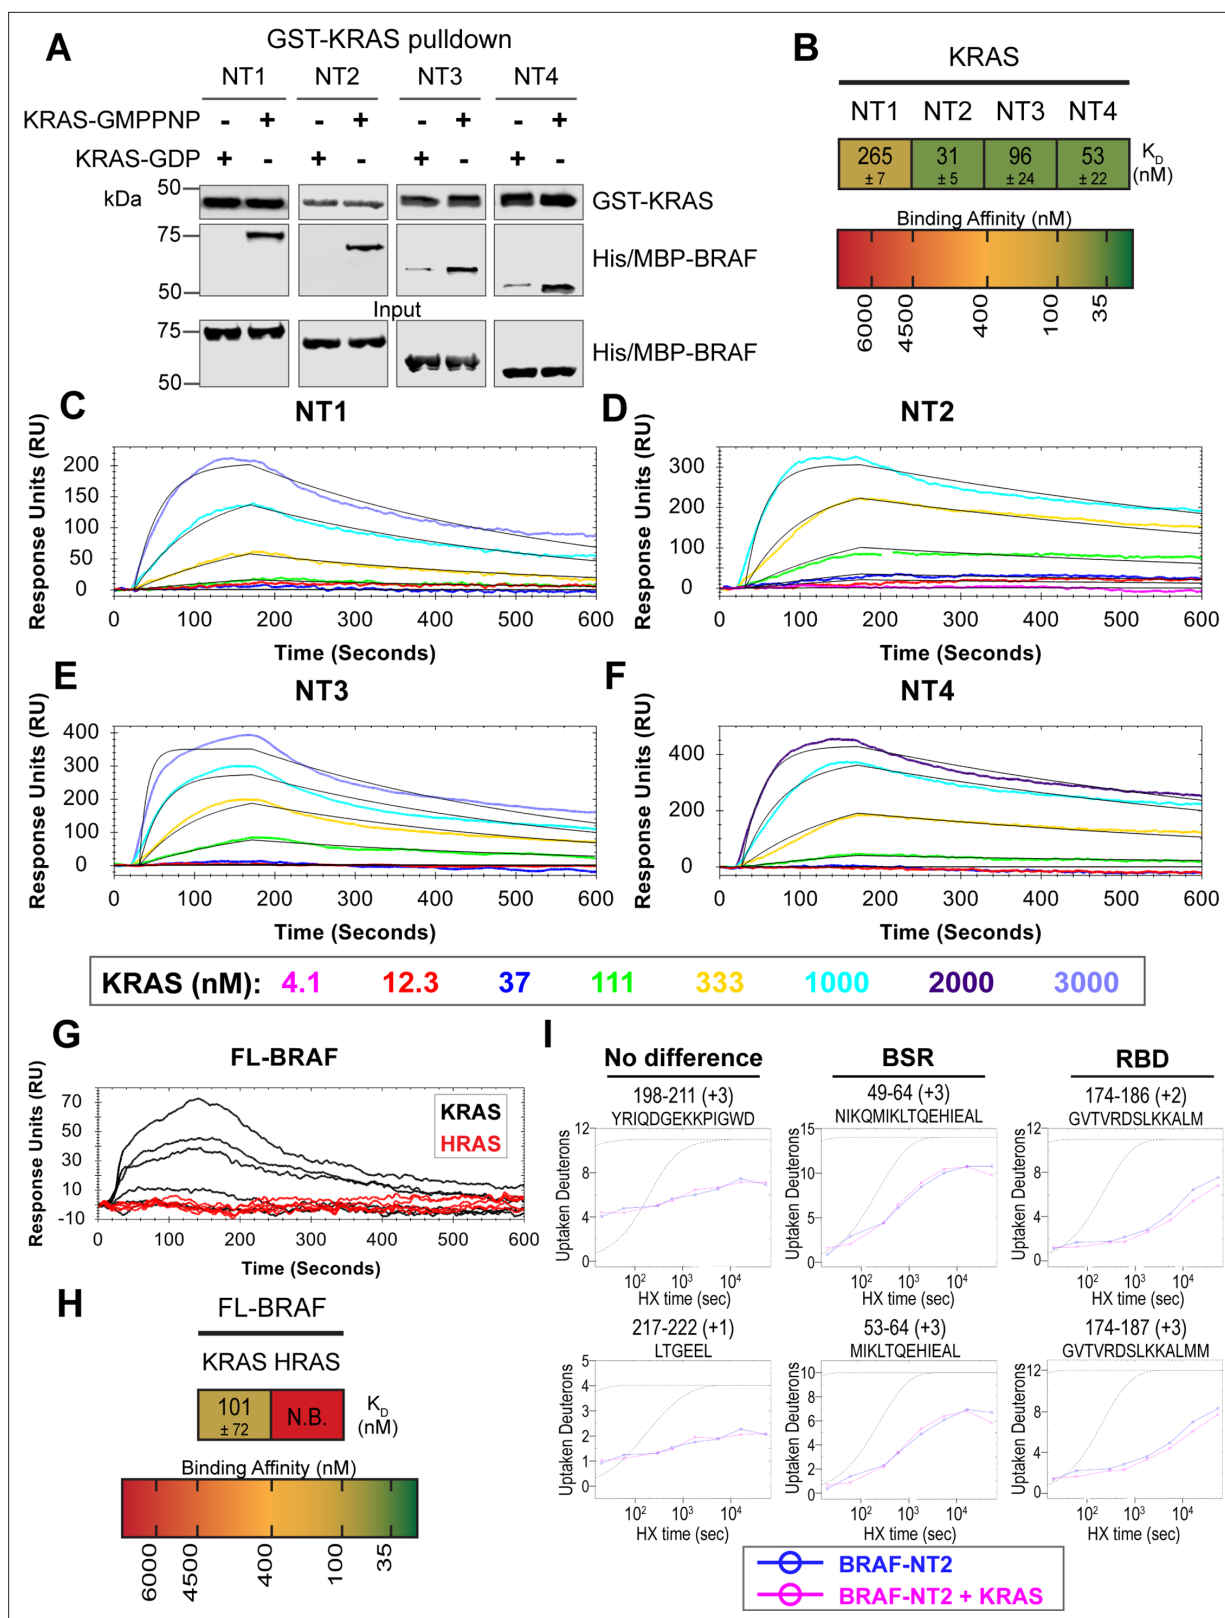 A
GST-KRAS pulldown
NT1 NT2 NT3 NT4
KRAS-GMPPNP - + - + - + - +
KRAS-GDP + - + - + - + -
kDa
50
GST-KRAS
75
His/MBP-BRAF
50
Input
75
His/MBP-BRAF
50
B
KRAS
NT1 NT2 NT3 NT4
265 31 96 53 KD
± 7 ± 5 ± 24 ± 22 (nM)
Binding Affinity (nM)
6000 4500 400 100 35
C
NT1
Response Units (RU)
200
150
100
50
0
0 100 200 300 400 500 600
Time (Seconds)
D
NT2
Response Units (RU)
300
200
100
0
0 100 200 300 400 500 600
Time (Seconds)
E
NT3
Response Units (RU)
400
300
200
100
0
0 100 200 300 400 500 600
Time (Seconds)
F
NT4
Response Units (RU)
400
200
0
0 100 200 300 400 500 600
Time (Seconds)
KRAS (nM): 4.1 12.3 37 111 333 1000 2000 3000
G
FL-BRAF
Response Units (RU)
70
50
30
10
-10
KRAS
HRAS
0 100 200 300 400 500 600
Time (Seconds)
H
FL-BRAF
KRAS HRAS
101 N.B. KD
± 72 (nM)
Binding Affinity (nM)
6000 4500 400 100 35
I
No difference BSR RBD
198-211 (+3)
YRIQDGEKKPIGWD
Uptaken Deuterons
12
8
4
0
10² 10³ 10⁴
HX time (sec)
49-64 (+3)
NIKQMIKLTQEHIEAL
Uptaken Deuterons
15
10
5
0
10² 10³ 10⁴
HX time (sec)
174-186 (+2)
GVTVRDSLKKALM
Uptaken Deuterons
12
8
4
0
10² 10³ 10⁴
HX time (sec)
217-222 (+1)
LTGEEL
Uptaken Deuterons
5
4
3
2
1
0
10² 10³ 10⁴
HX time (sec)
53-64 (+3)
MIKLTQEHIEAL
Uptaken Deuterons
10
8
6
4
2
0
10² 10³ 10⁴
HX time (sec)
174-187 (+3)
GVTVRDSLKKALMM
Uptaken Deuterons
12
8
4
0
10² 10³ 10⁴
HX time (sec)
BRAF-NT2
BRAF-NT2 + KRAS